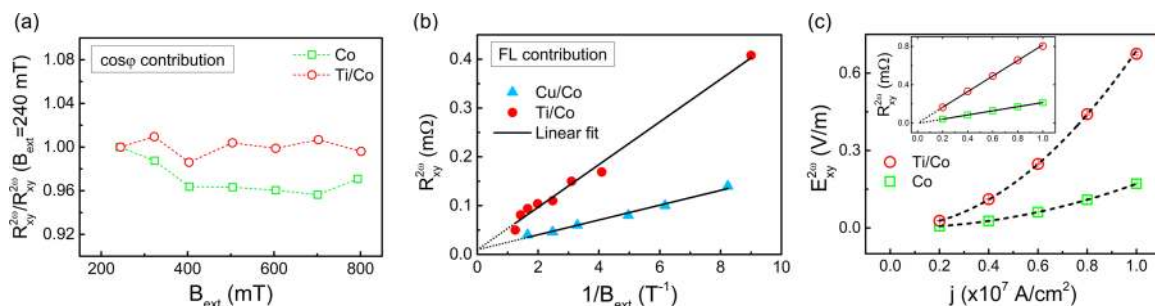 (a)
1.08
1.04
1.00
0.96
0.92
R_xy^2ω/R_xy^2ω(B_ext=240 mT)
cosφ contribution
Co
Ti/Co
200
400
600
800
B_ext (mT)
(b)
0.5
0.4
0.3
0.2
0.1
0.0
R_xy^2ω (mΩ)
FL contribution
Cu/Co
Ti/Co
Linear fit
0
2
4
6
8
10
1/B_ext (T^-1)
(c)
0.6
0.3
0.0
E_xy^2ω (V/m)
0.8
0.4
0.0
R_xy^2ω (mΩ)
0.0 0.2 0.4 0.6 0.8 1.0
Ti/Co
Co
0.0
0.2
0.4
0.6
0.8
1.0
j (x10^7 A/cm^2)